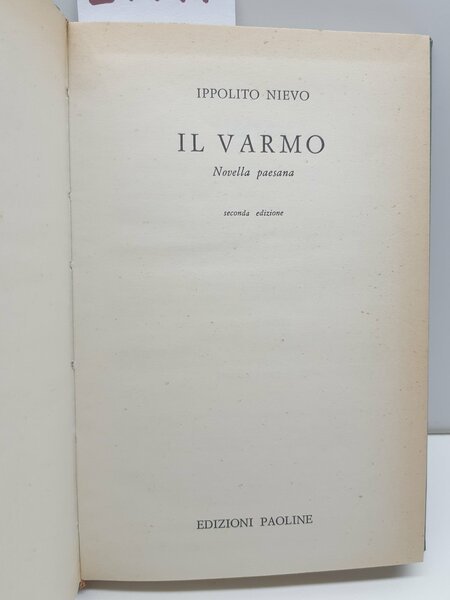 IPPOLITO NIEVO
IL VARMO
Novella paesana
seconda edizione
EDIZIONI PAOLINE